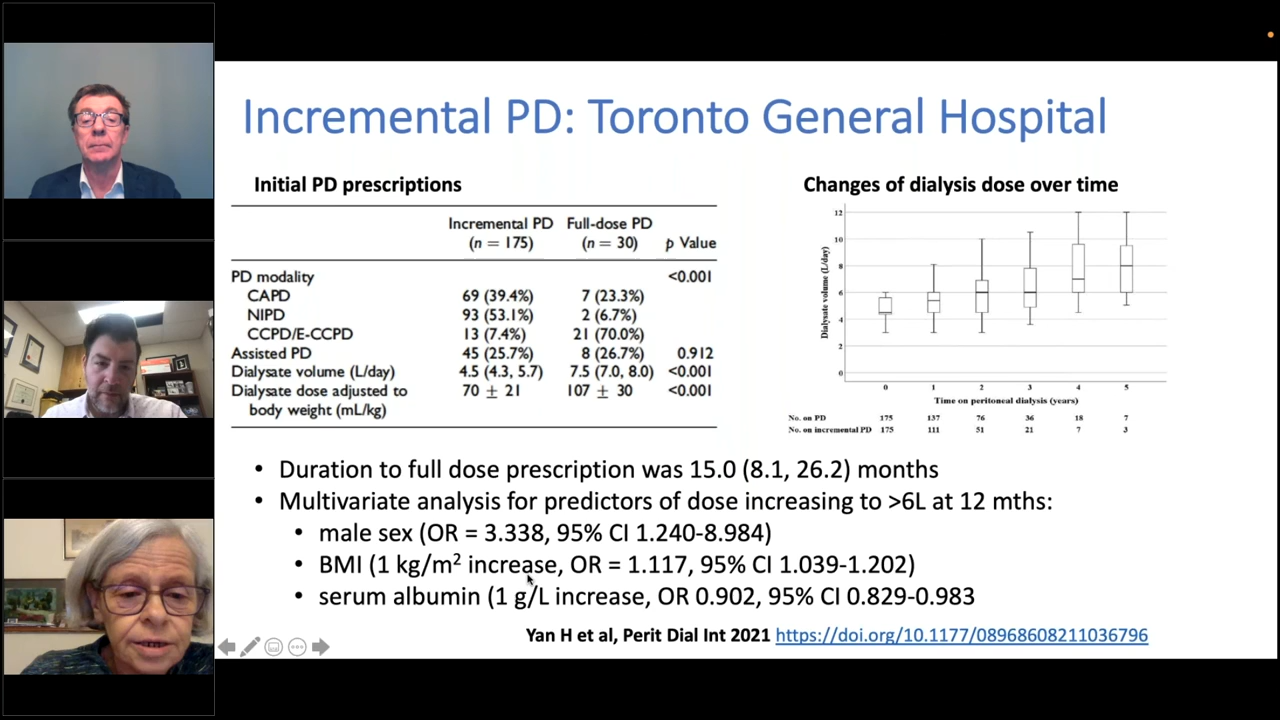 Incremental PD: Toronto General Hospital
Initial PD prescriptions
Incremental PD Full-dose PD
(n = 175) (n = 30) p Value
PD modality <0.001
CAPD 69 (39.4%) 7 (23.3%)
NIPD 93 (53.1%) 2 (6.7%)
CCPD/E-CCPD 13 (7.4%) 21 (70.0%)
Assisted PD 45 (25.7%) 8 (26.7%) 0.912
Dialysate volume (L/day) 4.5 (4.3, 5.7) 7.5 (7.0, 8.0) <0.001
Dialysate dose adjusted to 70 ± 21 107 ± 30 <0.001
body weight (mL/kg)
Changes of dialysis dose over time
Dialysate volume (L/day)
12
10
8
6
4
2
0
0 1 2 3 4 5
Time on peritoneal dialysis (years)
No. on PD 175 137 76 36 18 7
No. on incremental PD 175 111 51 21 7 3
• Duration to full dose prescription was 15.0 (8.1, 26.2) months
• Multivariate analysis for predictors of dose increasing to >6L at 12 mths:
• male sex (OR = 3.338, 95% CI 1.240-8.984)
• BMI (1 kg/m² increase, OR = 1.117, 95% CI 1.039-1.202)
• serum albumin (1 g/L increase, OR 0.902, 95% CI 0.829-0.983
Yan H et al, Perit Dial Int 2021 https://doi.org/10.1177/08968608211036796